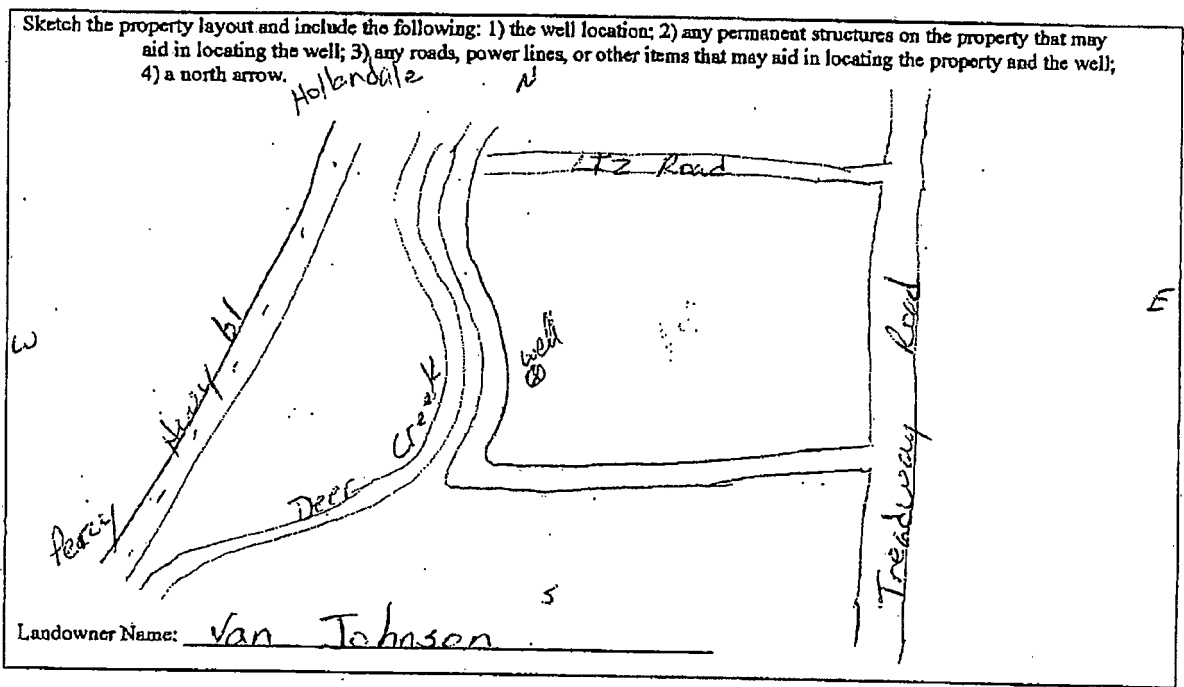 Sketch the property layout and include the following: 1) the well location; 2) any permanent structures on the property that may
aid in locating the well; 3) any roads, power lines, or other items that may aid in locating the property and the well;
4) a north arrow.
Hollandale
N
Road
Hwy 61
W
E
well
Deer Creek
Treadway Road
Percy
S
Landowner Name: Van Johnson